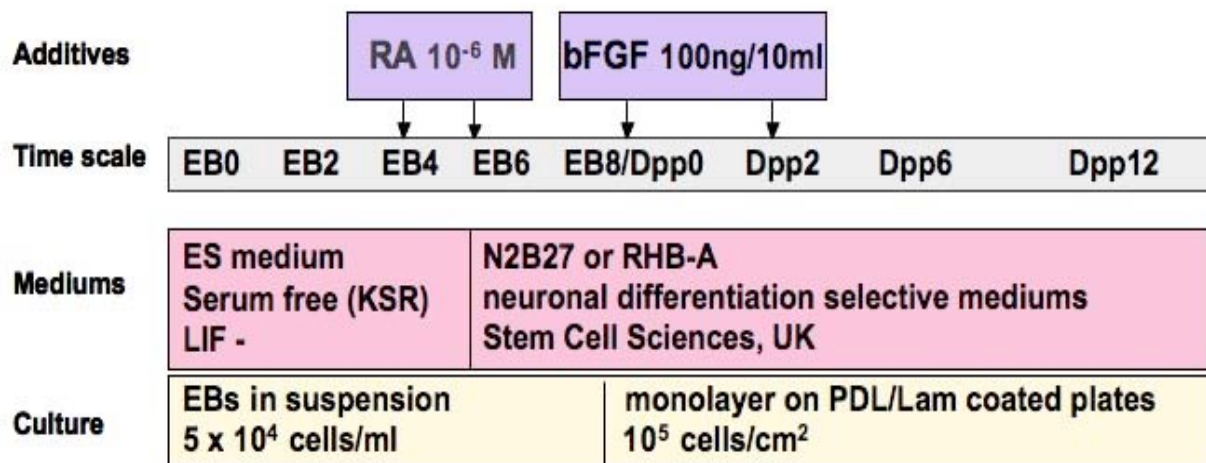 Additives
RA 10⁻⁶ M
bFGF 100ng/10ml
Time scale
EB0 EB2 EB4 EB6 EB8/Dpp0 Dpp2 Dpp6 Dpp12
Mediums
ES medium
Serum free (KSR)
LIF -
N2B27 or RHB-A
neuronal differentiation selective mediums
Stem Cell Sciences, UK
Culture
EBs in suspension
5 x 10⁴ cells/ml
monolayer on PDL/Lam coated plates
10⁵ cells/cm²